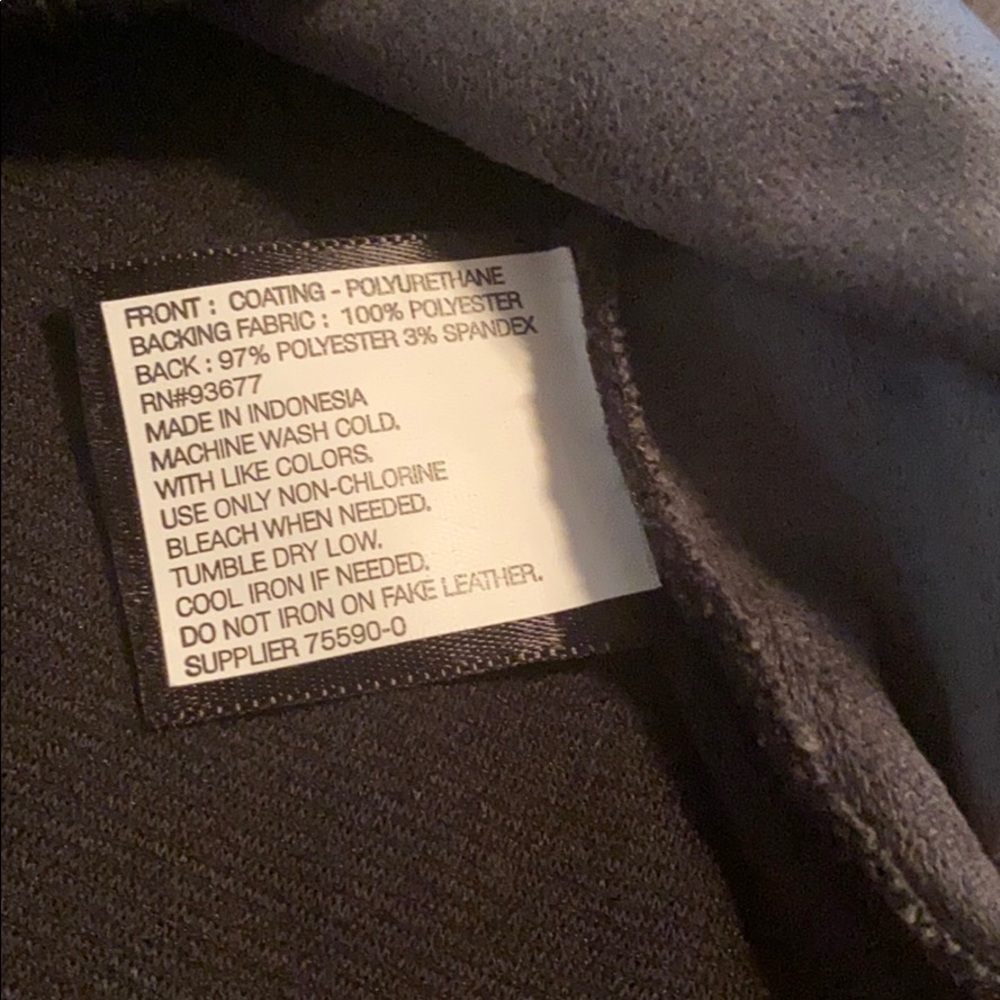 FRONT : COATING - POLYURETHANE
BACKING FABRIC : 100% POLYESTER
BACK : 97% POLYESTER 3% SPANDEX
RN#93677
MADE IN INDONESIA
MACHINE WASH COLD.
WITH LIKE COLORS.
USE ONLY NON-CHLORINE
BLEACH WHEN NEEDED.
TUMBLE DRY LOW.
COOL IRON IF NEEDED.
DO NOT IRON ON FAKE LEATHER.
SUPPLIER 75590-0